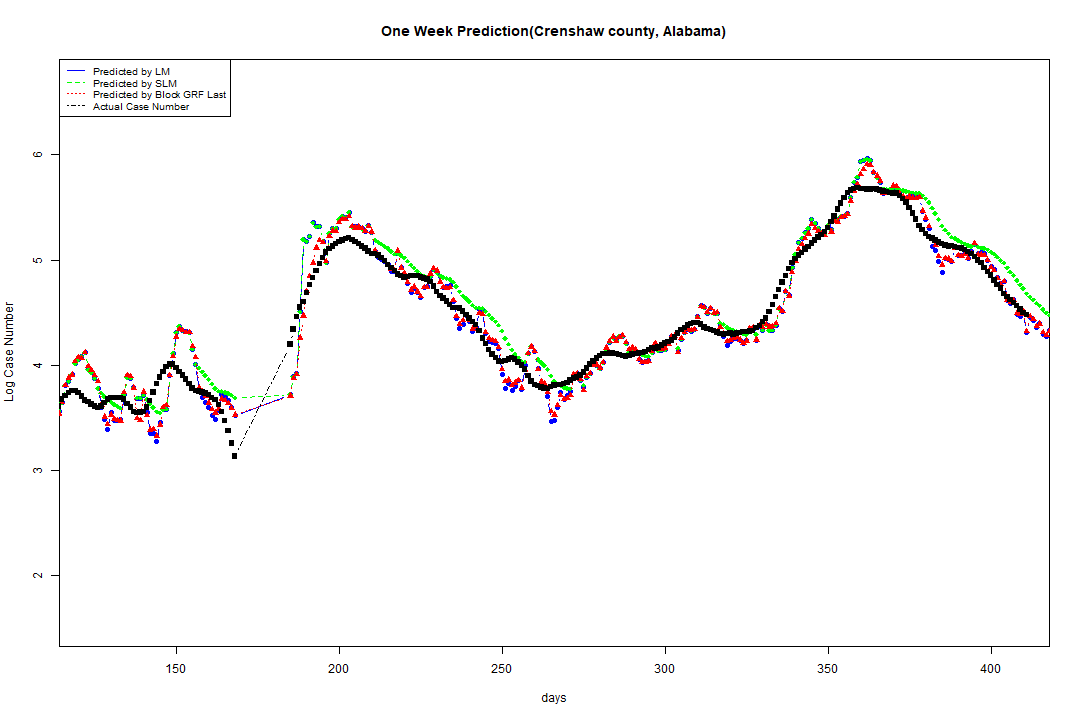 One Week Prediction(Crenshaw county, Alabama)
Predicted by LM
Predicted by SLM
Predicted by Block GRF Last
Actual Case Number
Log Case Number
6
5
4
3
2
150 200 250 300 350 400
days